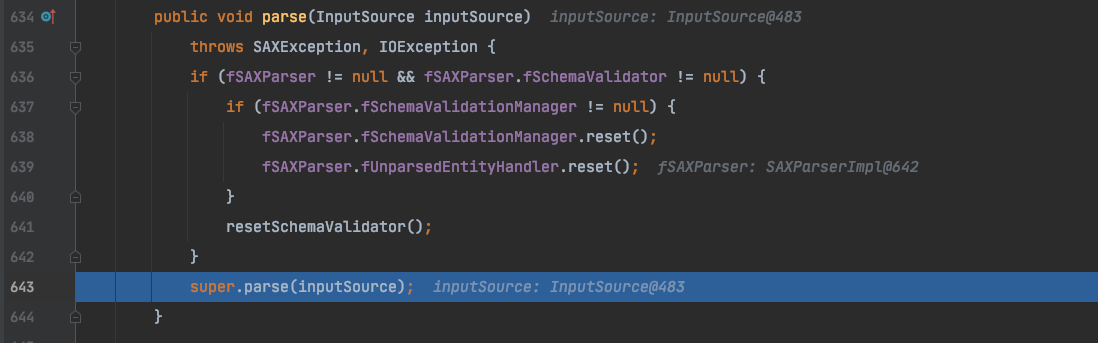 634 public void parse(InputSource inputSource) inputSource: InputSource@483
635 throws SAXException, IOException {
636 if (fSAXParser != null && fSAXParser.fSchemaValidator != null) {
637 if (fSAXParser.fSchemaValidationManager != null) {
638 fSAXParser.fSchemaValidationManager.reset();
639 fSAXParser.fUnparsedEntityHandler.reset(); fSAXParser: SAXParserImpl@642
640 }
641 resetSchemaValidator();
642 }
643 super.parse(inputSource); inputSource: InputSource@483
644 }